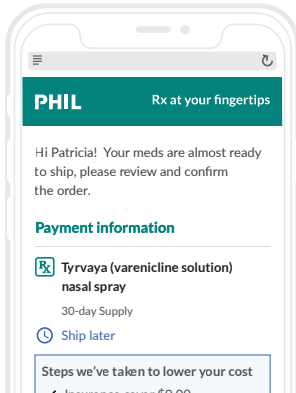 PHIL
Rx at your fingertips
Hi Patricia!  Your meds are almost ready
to ship, please review and confirm
the order.
Payment information
Rx
Tyrvaya (varenicline solution)
nasal spray
30-day Supply
Ship later
Steps we've taken to lower your cost